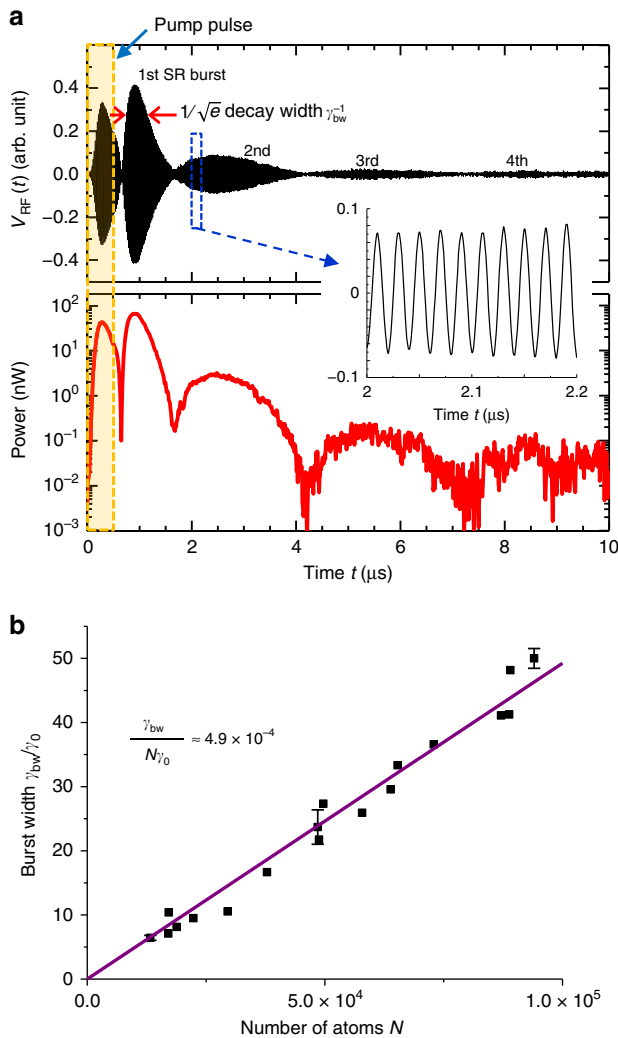 a
Pump pulse
1st SR burst
1/√e decay width γ_bw⁻¹
2nd
3rd
4th
V_RF (t) (arb. unit)
0.4
0.2
0.0
−0.2
−0.4
0.1
0
−0.1
2
2.1
2.2
Time t (μs)
Power (nW)
10²
10¹
10⁰
10⁻¹
10⁻²
10⁻³
0
2
4
6
8
10
Time t (μs)
b
Burst width γ_bw/γ₀
50
40
30
20
10
0
γ_bw
Nγ₀
≈ 4.9 × 10⁻⁴
0.0
5.0 × 10⁴
1.0 × 10⁵
Number of atoms N